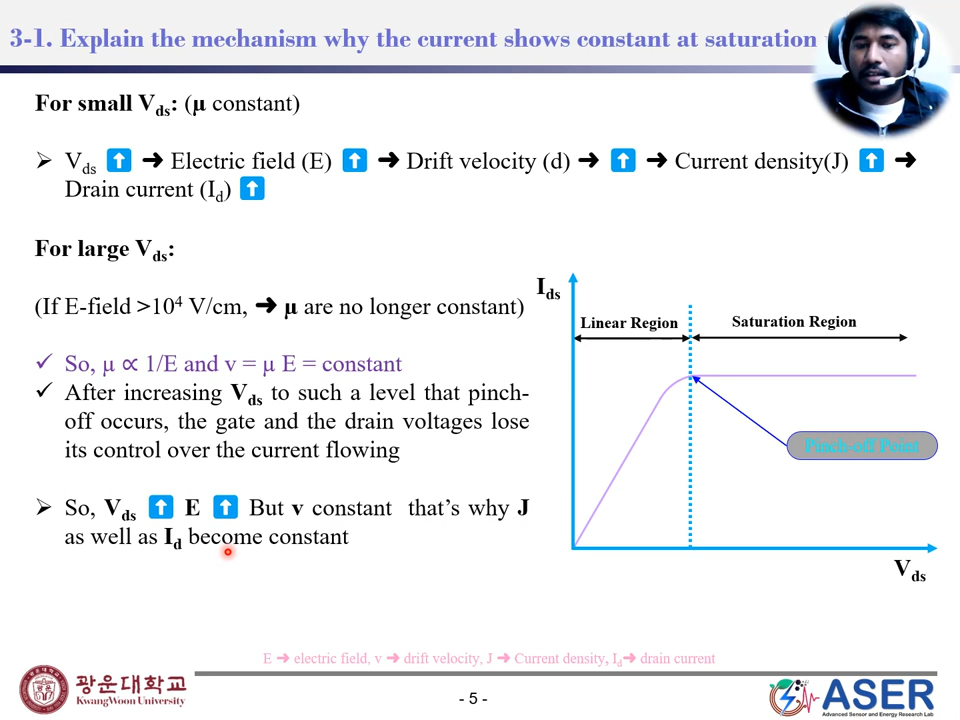 3-1. Explain the mechanism why the current shows constant at saturation
For small Vds: (μ constant)
➢ Vds ⬆ ➜ Electric field (E) ⬆ ➜ Drift velocity (d) ➜ ⬆ ➜ Current density(J) ⬆ ➜
Drain current (Id) ⬆
For large Vds:
(If E-field >10⁴ V/cm, ➜ μ are no longer constant)
✓ So, μ ∝ 1/E and v = μ E = constant
✓ After increasing Vds to such a level that pinch-
off occurs, the gate and the drain voltages lose
its control over the current flowing
➢ So, Vds ⬆ E ⬆ But v constant that's why J
as well as Id become constant
Ids
Linear Region
Saturation Region
Pinch-off Point
Vds
E ➜ electric field, v ➜ drift velocity, J ➜ Current density, Id➜ drain current
광운대학교
KwangWoon University
- 5 -
ASER
Advanced Sensor and Energy Research Lab